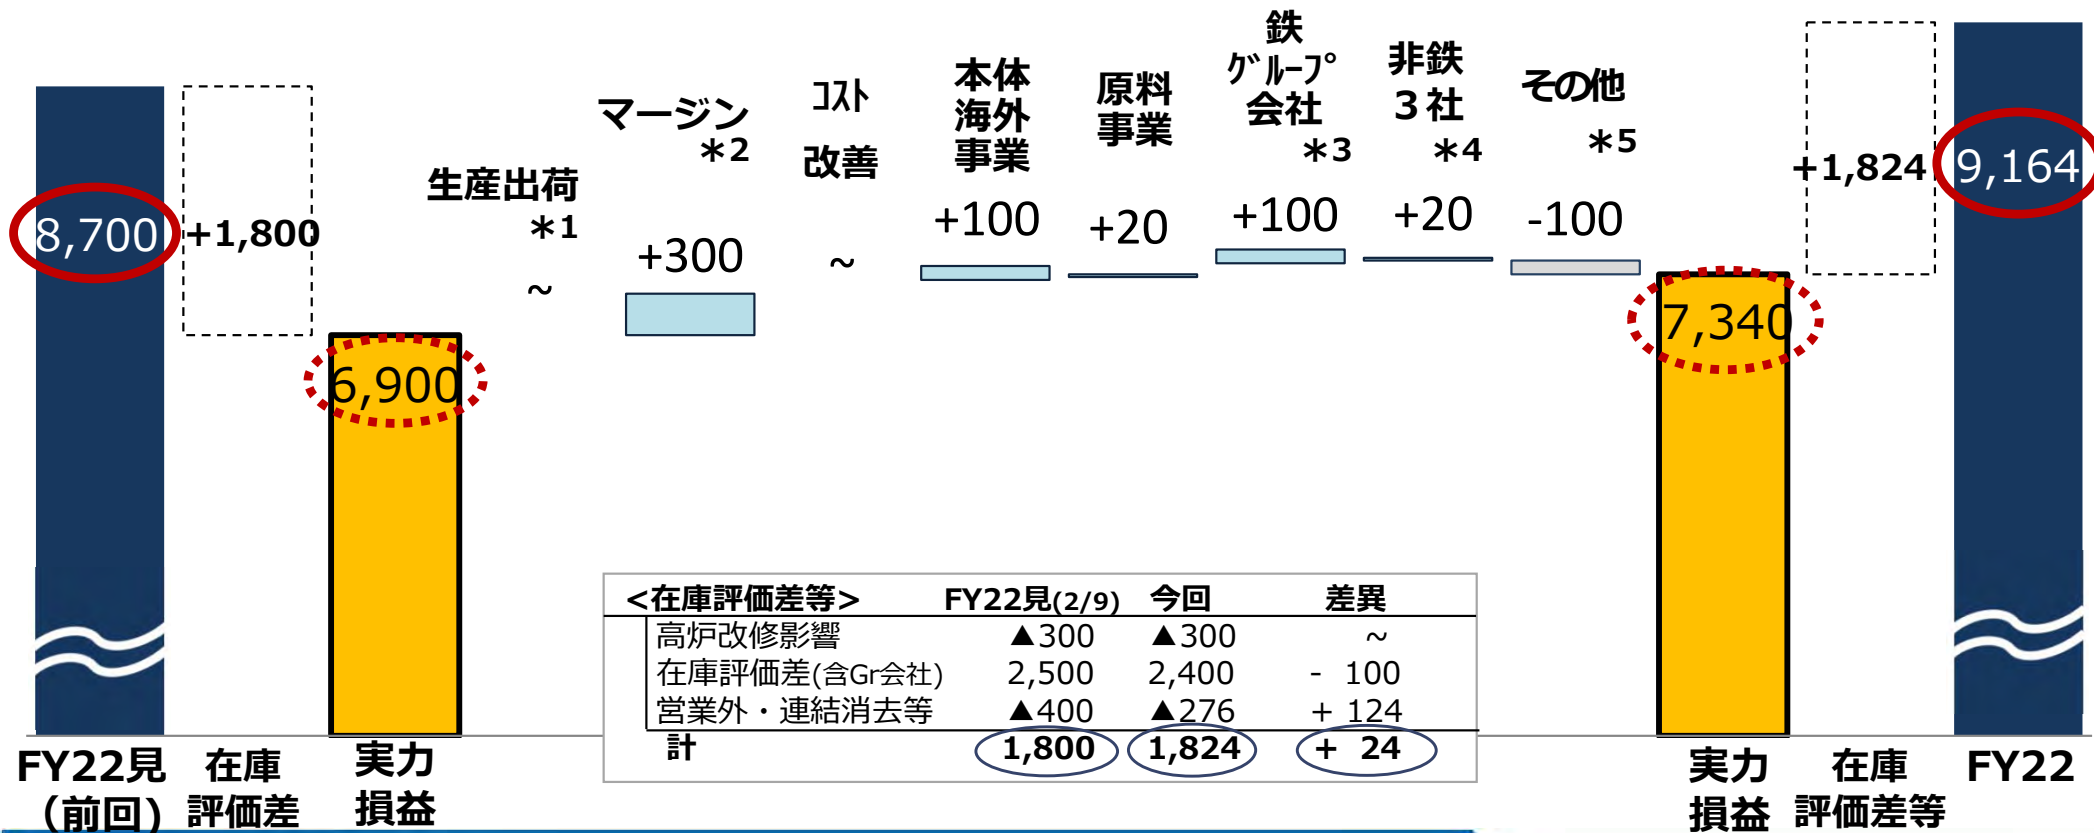 8,700
+1,800
6,900
生産出荷
*1
~
マージン
*2
+300
コスト
改善
~
本体
海外
事業
+100
原料
事業
+20
鉄
グループ
会社
*3
+100
非鉄
3社
*4
+20
その他
*5
-100
7,340
+1,824
9,164
<在庫評価差等> FY22見(2/9) 今回 差異
高炉改修影響 ▲300 ▲300 ~
在庫評価差(含Gr会社) 2,500 2,400 - 100
営業外・連結消去等 ▲400 ▲276 + 124
計 1,800 1,824 + 24
FY22見
(前回)
在庫
評価差
実力
損益
実力
損益
在庫
評価差等
FY22